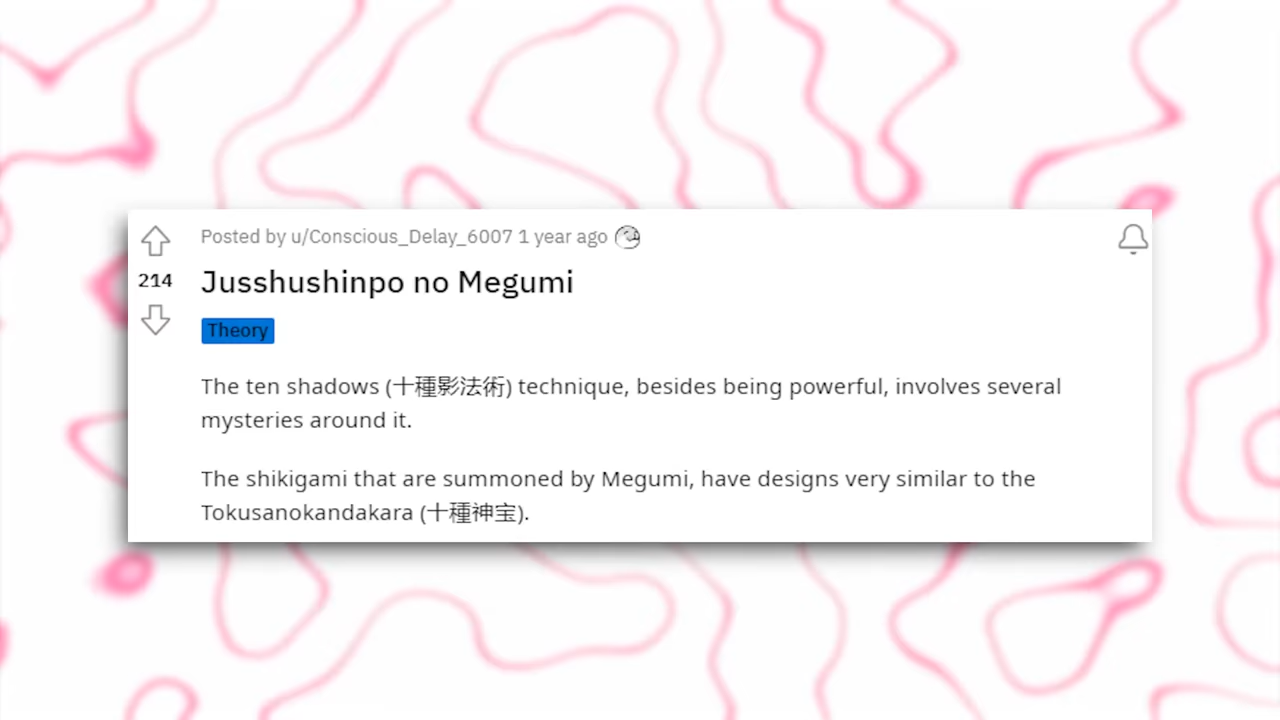 Posted by u/Conscious_Delay_6007 1 year ago
214
Jusshushinpo no Megumi
Theory
The ten shadows (十種影法術) technique, besides being powerful, involves several
mysteries around it.
The shikigami that are summoned by Megumi, have designs very similar to the
Tokusanokandakara (十種神宝).